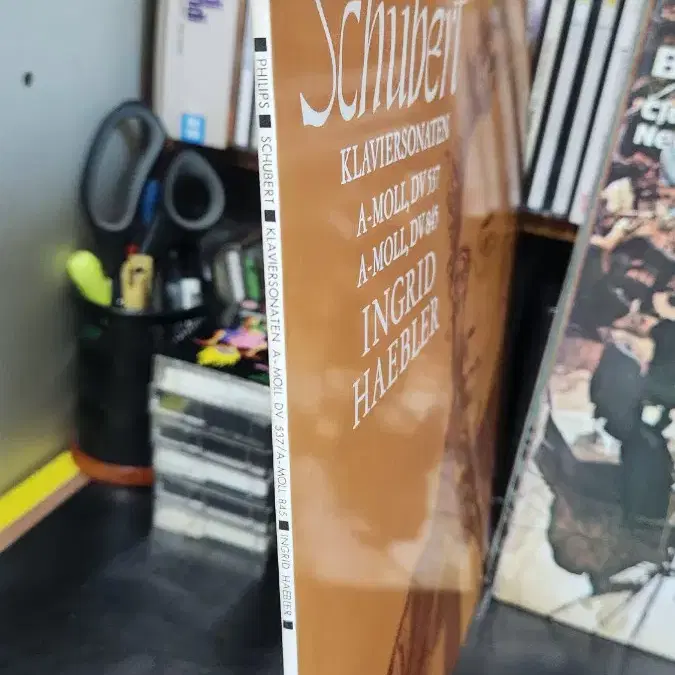 Schubert
KLAVIERSONATEN
A-MOLL, DV 537
A-MOLL, DV 845
INGRID
HAEBLER
PHILIPS ■ SCHUBERT ■ KLAVIERSONATEN A-MOLL DV 537/A-MOLL 845 ■ INGRID HAEBLER